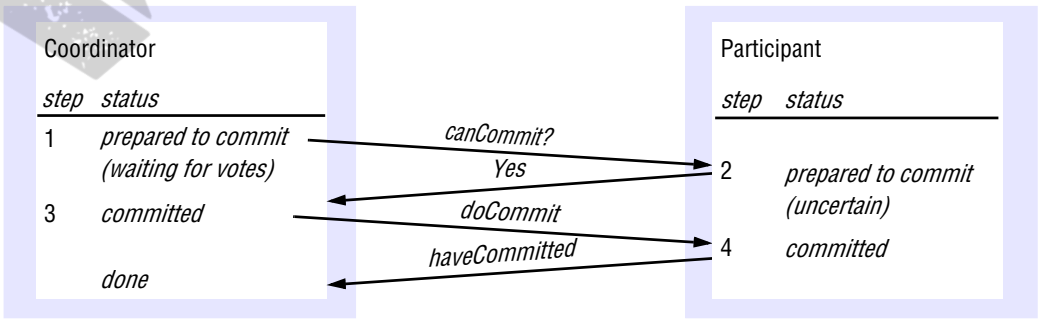 Coordinator
step status
1 prepared to commit
(waiting for votes)
3 committed
done
canCommit?
Yes
doCommit
haveCommitted
Participant
step status
2 prepared to commit
(uncertain)
4 committed